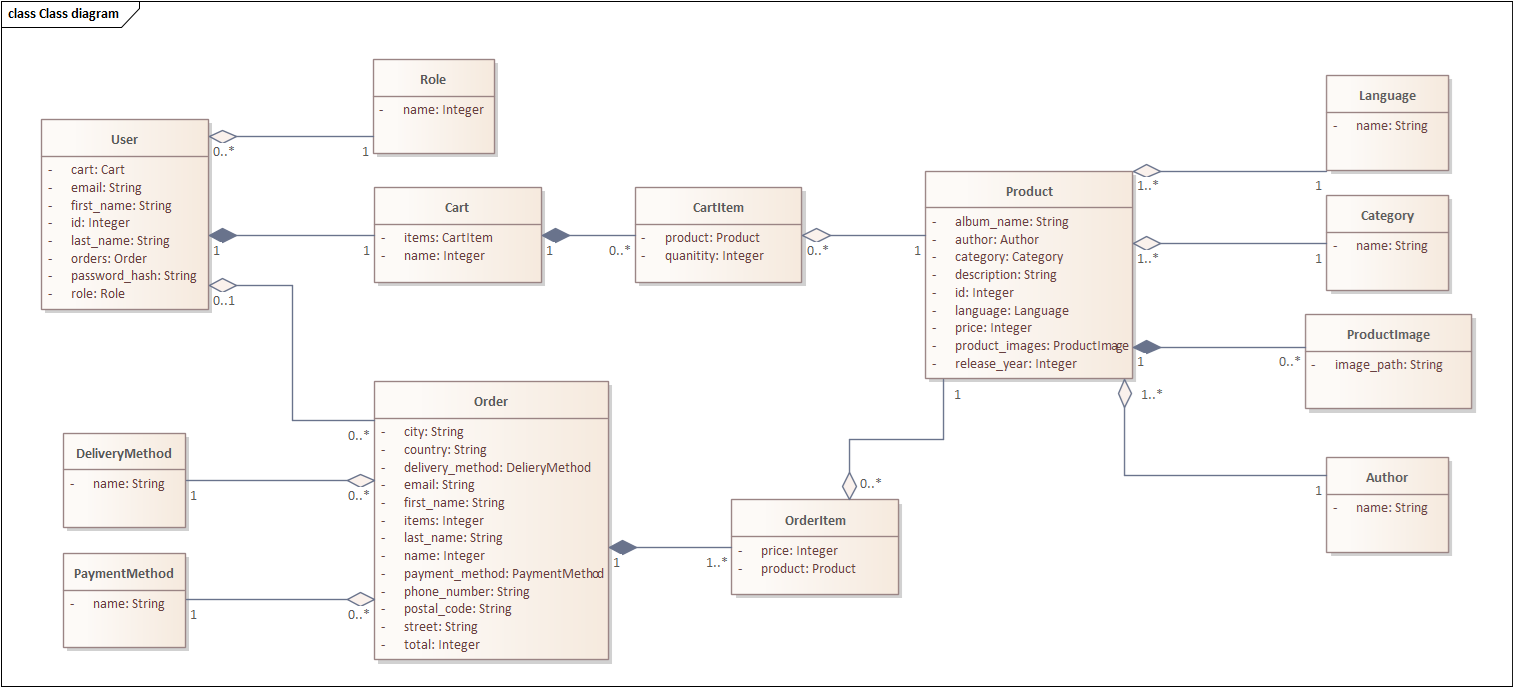 class Class diagram
Role
- name: Integer
User
- cart: Cart
- email: String
- first_name: String
- id: Integer
- last_name: String
- orders: Order
- password_hash: String
- role: Role
0..*
1
1
1
0..1
0..*
Cart
- items: CartItem
- name: Integer
1
0..*
CartItem
- product: Product
- quanitity: Integer
0..*
1
Product
- album_name: String
- author: Author
- category: Category
- description: String
- id: Integer
- language: Language
- price: Integer
- product_images: ProductImage
- release_year: Integer
1..*
1
1..*
1
1
0..*
1
1..*
1
Language
- name: String
Category
- name: String
ProductImage
- image_path: String
Author
- name: String
Order
- city: String
- country: String
- delivery_method: DelieryMethod
- email: String
- first_name: String
- items: Integer
- last_name: String
- name: Integer
- payment_method: PaymentMethod
- phone_number: String
- postal_code: String
- street: String
- total: Integer
DeliveryMethod
- name: String
1
0..*
PaymentMethod
- name: String
1
0..*
1
1..*
0..*
OrderItem
- price: Integer
- product: Product